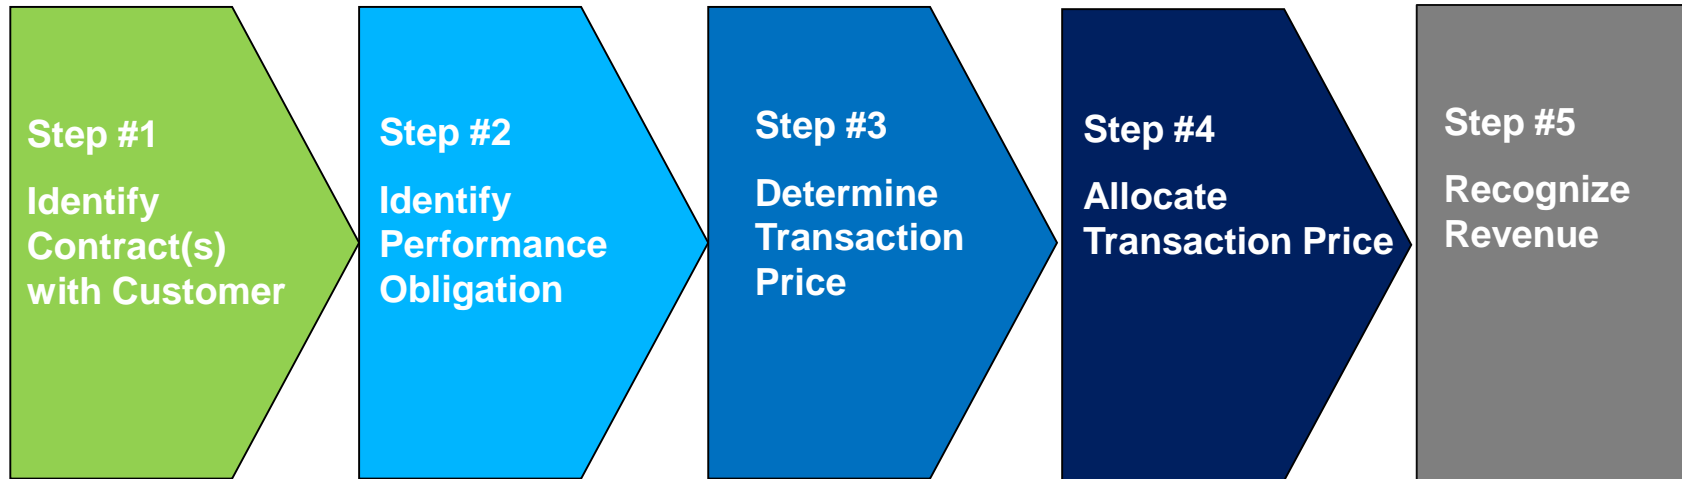 Step #1
Identify
Contract(s)
with Customer
Step #2
Identify
Performance
Obligation
Step #3
Determine
Transaction
Price
Step #4
Allocate
Transaction Price
Step #5
Recognize
Revenue